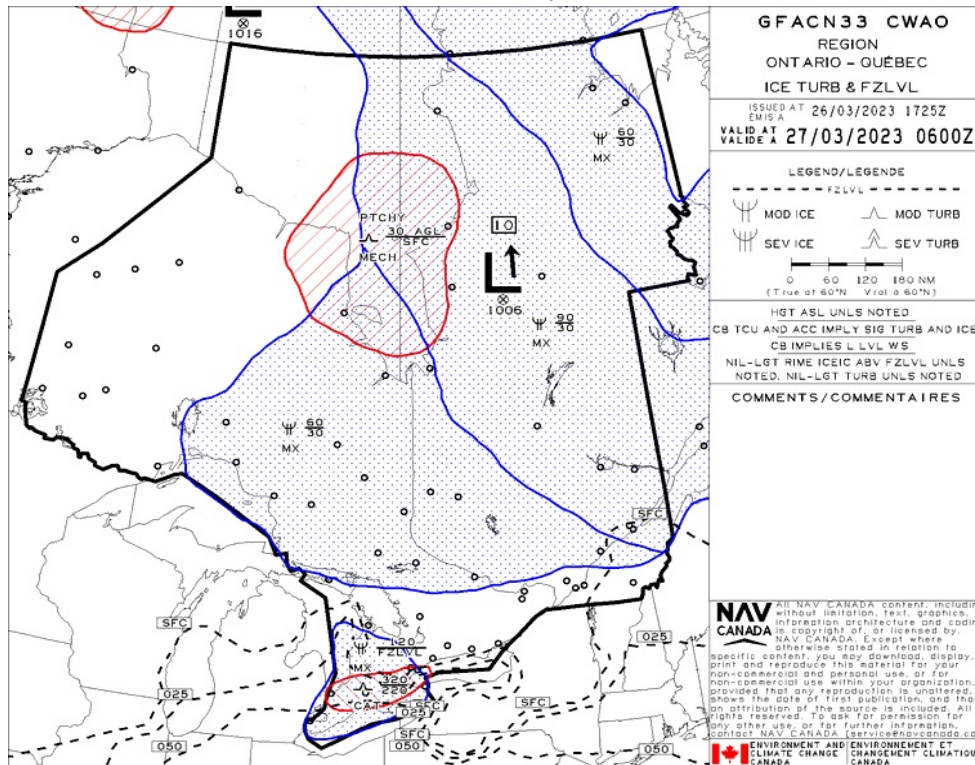 1016
PTCHY
30 AGL
SFC
MECH
60
30
MX
10
1006
90
30
MX
60
30
MX
SFC
SFC
120
FZLVL
MX
320
220
CAT
SFC
025
050
025
050
025
SFC
SFC
050
GFACN33 CWAO
REGION
ONTARIO – QUÉBEC
ICE TURB & FZLVL
ISSUED AT
ÉMIS A
26/03/2023 1725Z
VALID AT
VALIDE A
27/03/2023 0600Z
LEGEND/LÉGENDE
FZLVL
MOD ICE
MOD TURB
SEV ICE
SEV TURB
0 60 120 180 NM
(True at 60°N Vrai à 60°N)
HGT ASL UNLS NOTED
CB TCU AND ACC IMPLY SIG TURB AND ICE
CB IMPLIES L LVL WS
NIL-LGT RIME ICEIC ABV FZLVL UNLS
NOTED. NIL-LGT TURB UNLS NOTED
COMMENTS/COMMENTAIRES
NAV
CANADA
All NAV CANADA content, includin
without limitation, text, graphics,
information architecture and codin
is copyright of, or licensed by,
NAV CANADA. Except where
otherwise stated in relation to
specific content, you may download, display,
print and reproduce this material for your
non-commercial and personal use, or for
non-commercial use within your organization,
provided that any reproduction is unaltered,
shows the date of first publication, and tha
an attribution of the source is included. All
rights reserved. To ask for permission for
any other use, or for further information,
contact NAV CANADA [service@navcanada.ca
ENVIRONMENT AND
CLIMATE CHANGE
CANADA
ENVIRONNEMENT ET
CHANGEMENT CLIMATIQU
CANADA